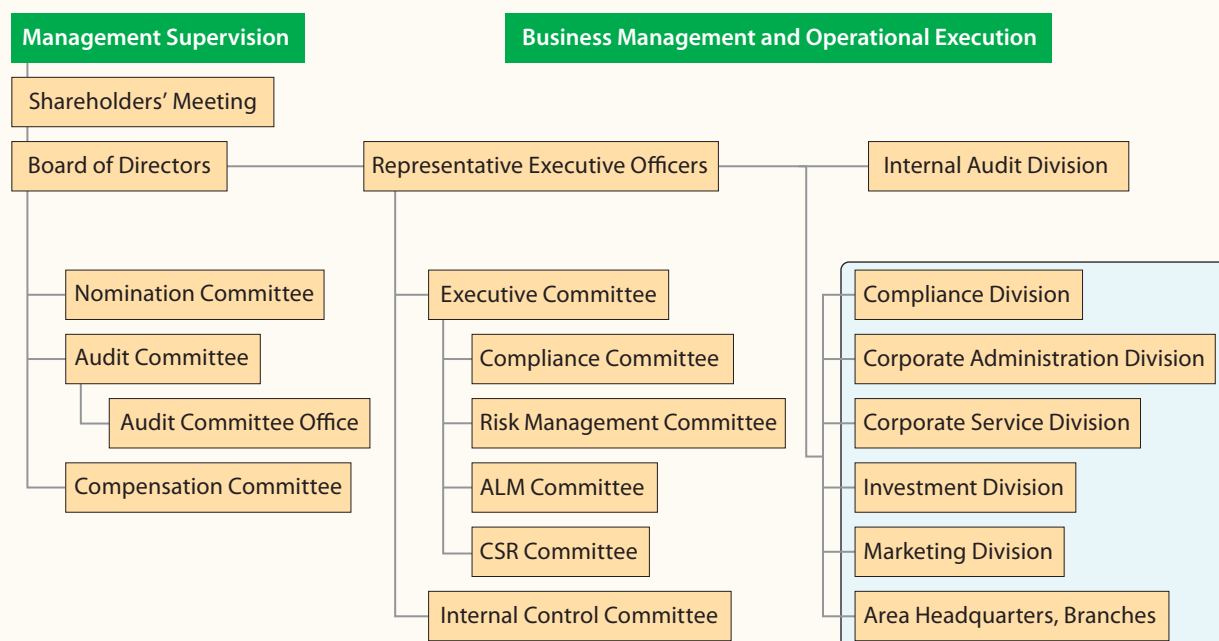 Management Supervision
Business Management and Operational Execution
Shareholders’ Meeting
Board of Directors
Representative Executive Officers
Internal Audit Division
Nomination Committee
Executive Committee
Compliance Division
Audit Committee
Compliance Committee
Corporate Administration Division
Audit Committee Office
Risk Management Committee
Corporate Service Division
Compensation Committee
ALM Committee
Investment Division
CSR Committee
Marketing Division
Internal Control Committee
Area Headquarters, Branches